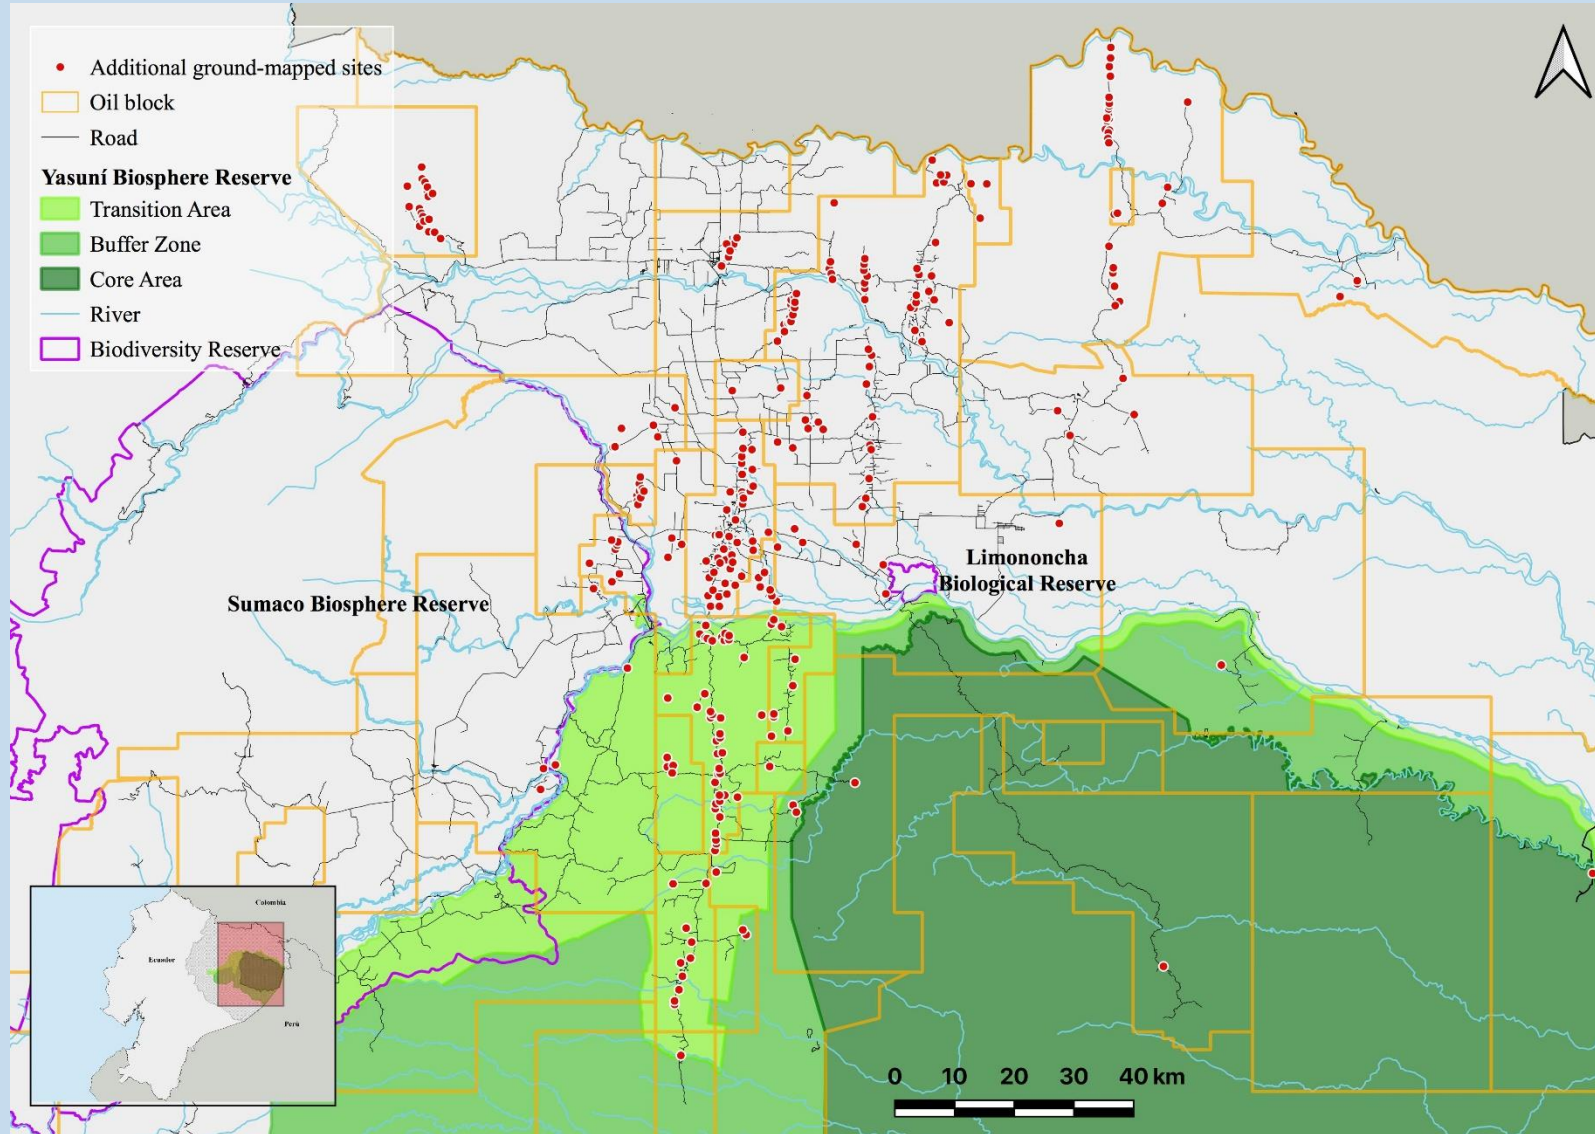 Additional ground-mapped sites
Oil block
Road
Yasuní Biosphere Reserve
Transition Area
Buffer Zone
Core Area
River
Biodiversity Reserve
Limononcha
Biological Reserve
Sumaco Biosphere Reserve
Colombia
Ecuador
Perú
0 10 20 30 40 km